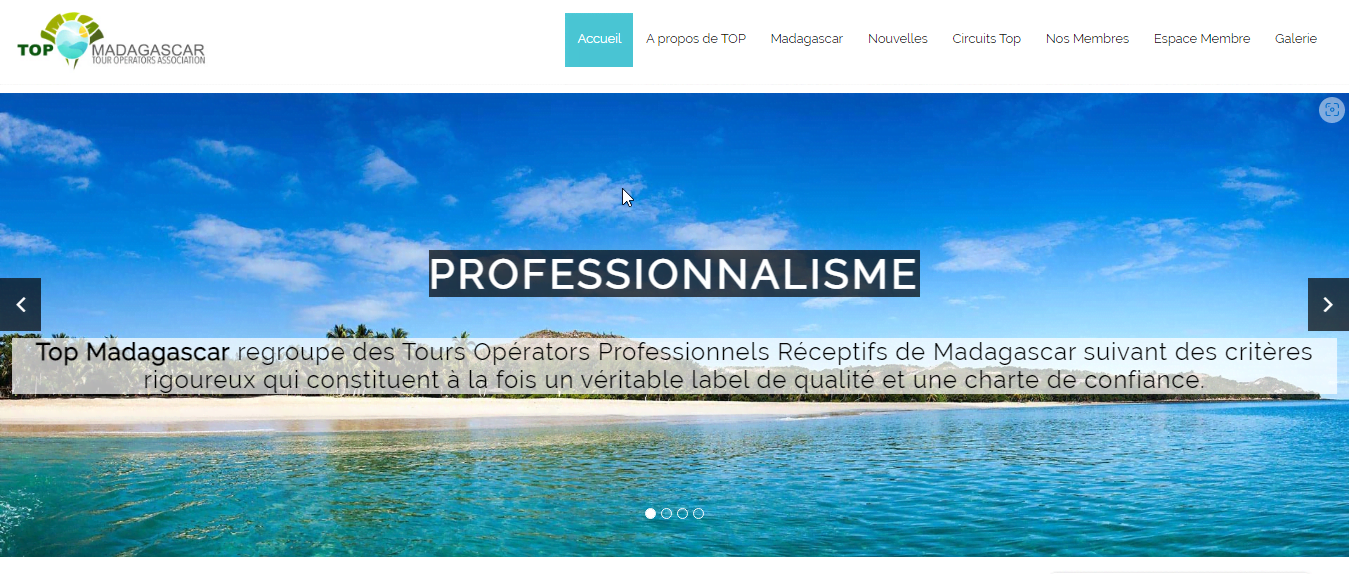 TOP MADAGASCAR
TOUR OPERATORS ASSOCIATION
Accueil A propos de TOP Madagascar Nouvelles Circuits Top Nos Membres Espace Membre Galerie
PROFESSIONNALISME
Top Madagascar regroupe des Tours Opérators Professionnels Réceptifs de Madagascar suivant des critères
rigoureux qui constituent à la fois un véritable label de qualité et une charte de confiance.